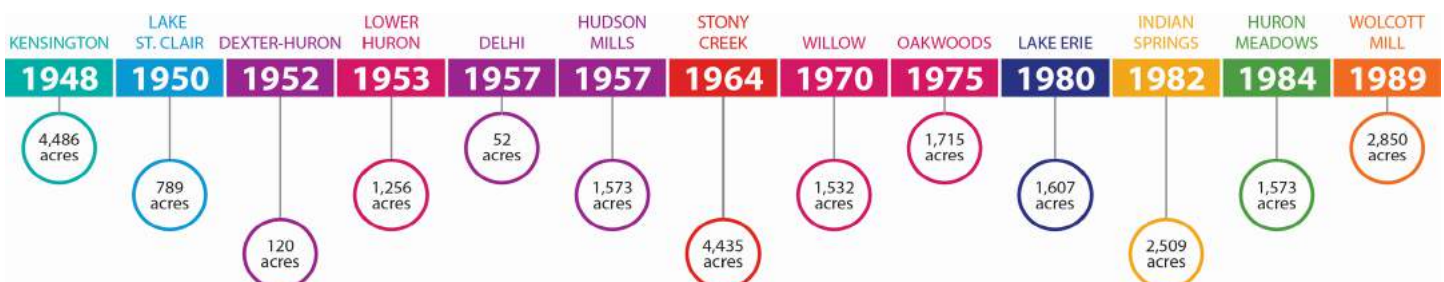 KENSINGTON
1948
4,486
acres
LAKE
ST. CLAIR
1950
789
acres
DEXTER-HURON
1952
120
acres
LOWER
HURON
1953
1,256
acres
DELHI
1957
52
acres
HUDSON
MILLS
1957
1,573
acres
STONY
CREEK
1964
4,435
acres
WILLOW
1970
1,532
acres
OAKWOODS
1975
1,715
acres
LAKE ERIE
1980
1,607
acres
INDIAN
SPRINGS
1982
2,509
acres
HURON
MEADOWS
1984
1,573
acres
WOLCOTT
MILL
1989
2,850
acres